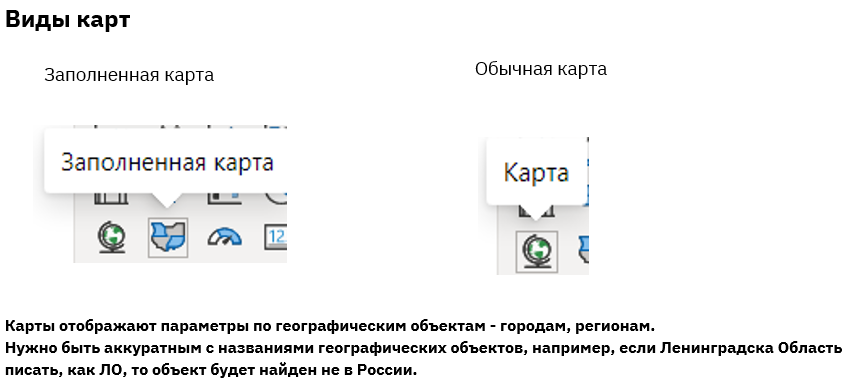 Виды карт
Заполненная карта
Обычная карта
Заполненная карта
Карта
12
Карты отображают параметры по географическим объектам - городам, регионам.
Нужно быть аккуратным с названиями географических объектов, например, если Ленинградска Область
писать, как ЛО, то объект будет найден не в России.